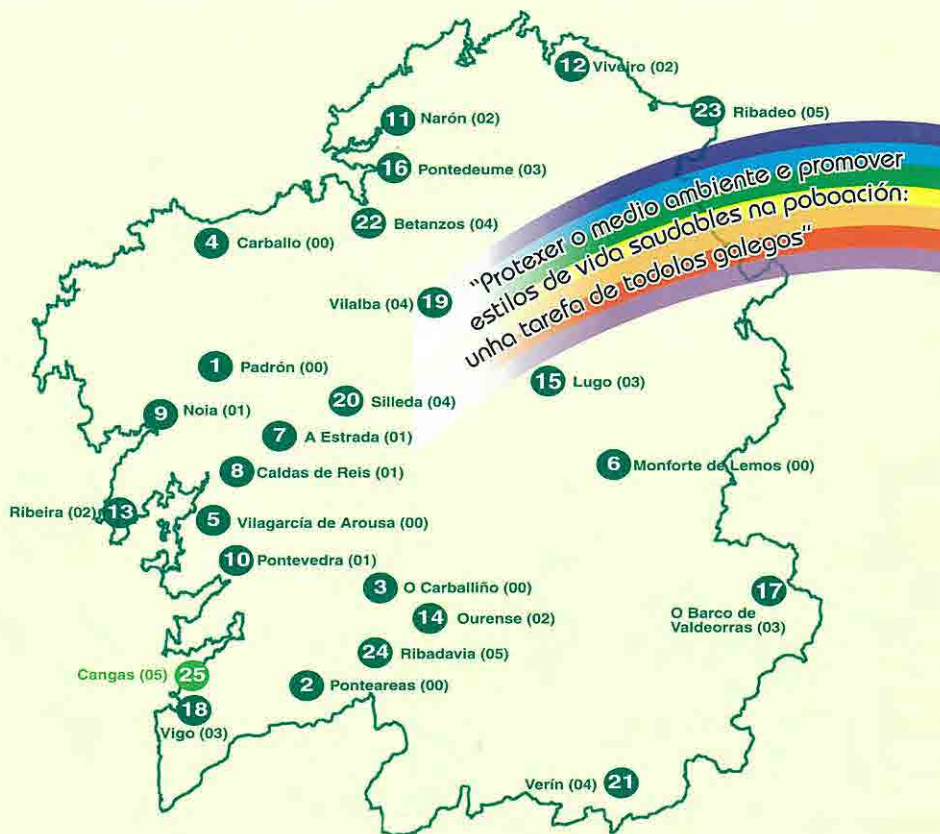 12 Viveiro (02)
23 Ribadeo (05)
11 Narón (02)
16 Pontedeume (03)
"Protexer o medio ambiente e promover
estilos de vida saudables na poboación:
unha tarefa de todolos galegos"
22 Betanzos (04)
4 Carballo (00)
Vilalba (04) 19
1 Padrón (00)
15 Lugo (03)
20 Silleda (04)
9 Noia (01)
7 A Estrada (01)
8 Caldas de Reis (01)
6 Monforte de Lemos (00)
Ribeira (02) 13
5 Vilagarcía de Arousa (00)
10 Pontevedra (01)
3 O Carballiño (00)
17
O Barco de
Valdeorras (03)
14 Ourense (02)
24 Ribadavia (05)
Cangas (05) 25
2 Ponteareas (00)
18
Vigo (03)
Verín (04) 21